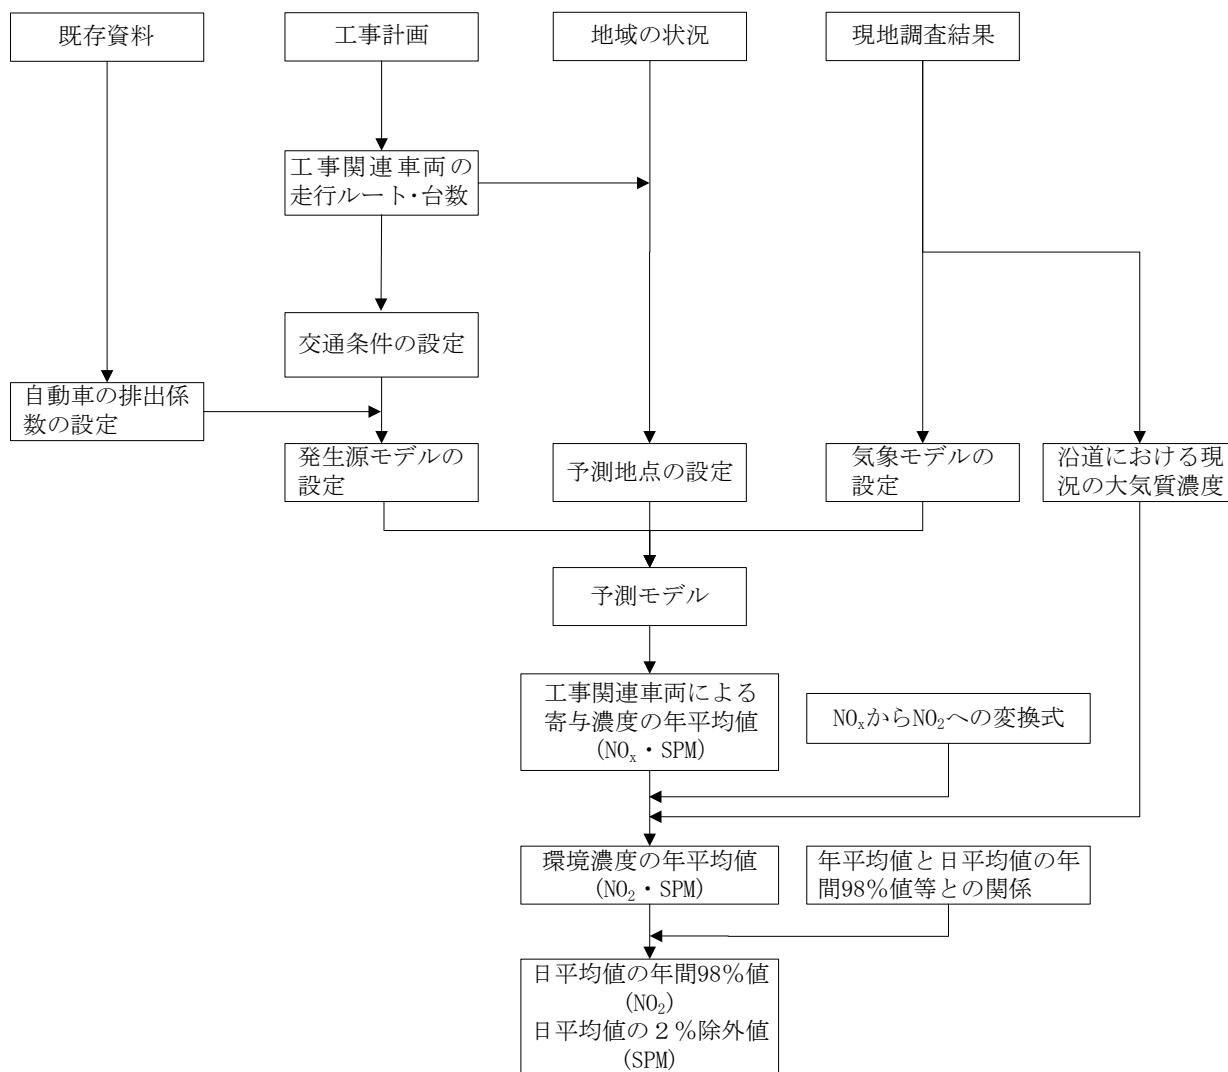 既存資料
工事計画
地域の状況
現地調査結果
工事関連車両の
走行ルート・台数
交通条件の設定
自動車の排出係
数の設定
発生源モデルの
設定
予測地点の設定
気象モデルの
設定
沿道における現
況の大気質濃度
予測モデル
工事関連車両による
寄与濃度の年平均値
(NOx・SPM)
NOxからNO2への変換式
環境濃度の年平均値
(NO2・SPM)
年平均値と日平均値の年
間98%値等との関係
日平均値の年間98%値
(NO2)
日平均値の２％除外値
(SPM)